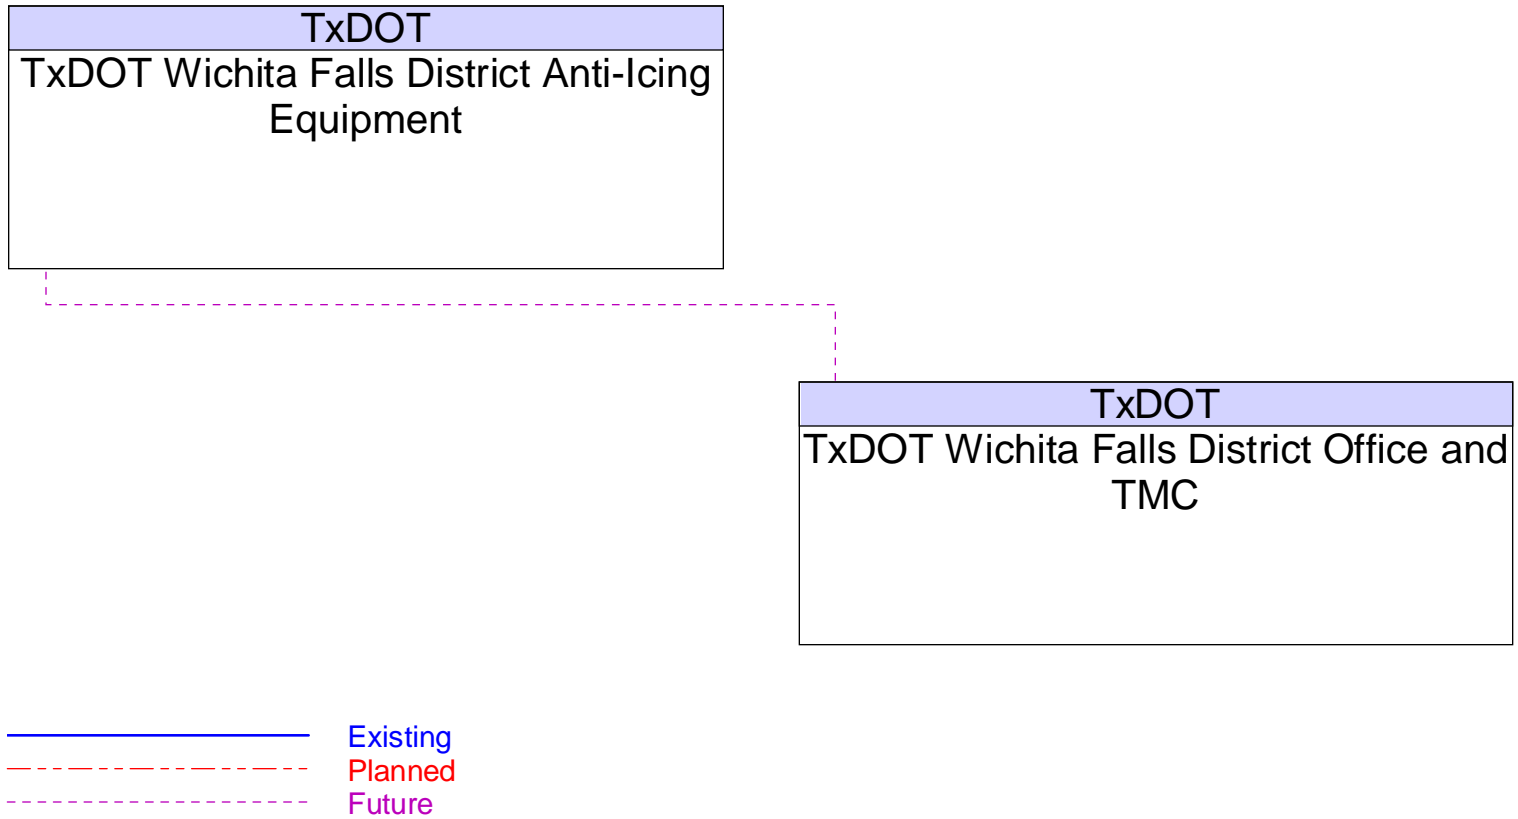 TxDOT
TxDOT Wichita Falls District Anti-Icing
Equipment
TxDOT
TxDOT Wichita Falls District Office and
TMC
Existing
Planned
Future